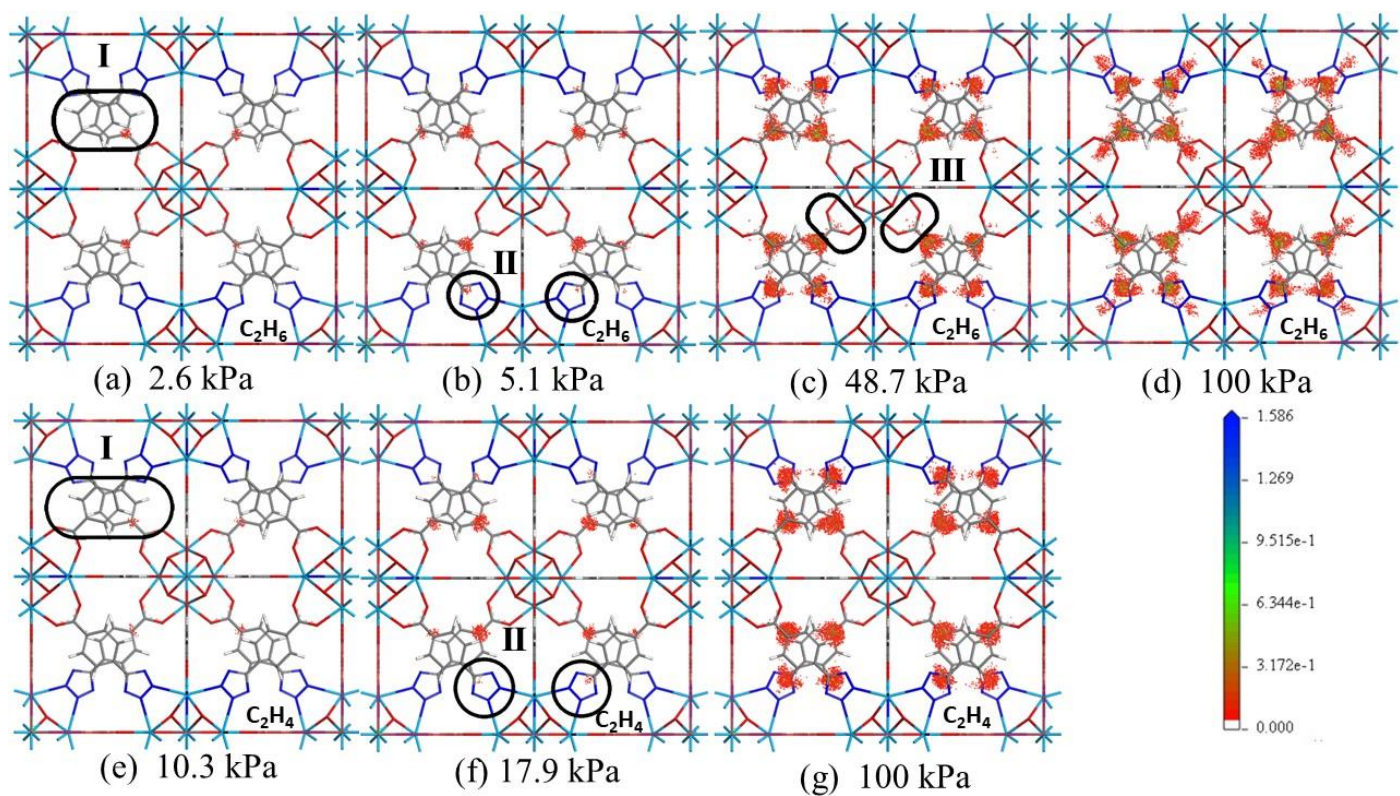 I
C₂H₆
(a) 2.6 kPa
II
C₂H₆
(b) 5.1 kPa
III
C₂H₆
(c) 48.7 kPa
C₂H₆
(d) 100 kPa
I
C₂H₄
(e) 10.3 kPa
II
C₂H₄
(f) 17.9 kPa
C₂H₄
(g) 100 kPa
1.586
1.269
9.515e-1
6.344e-1
3.172e-1
0.000